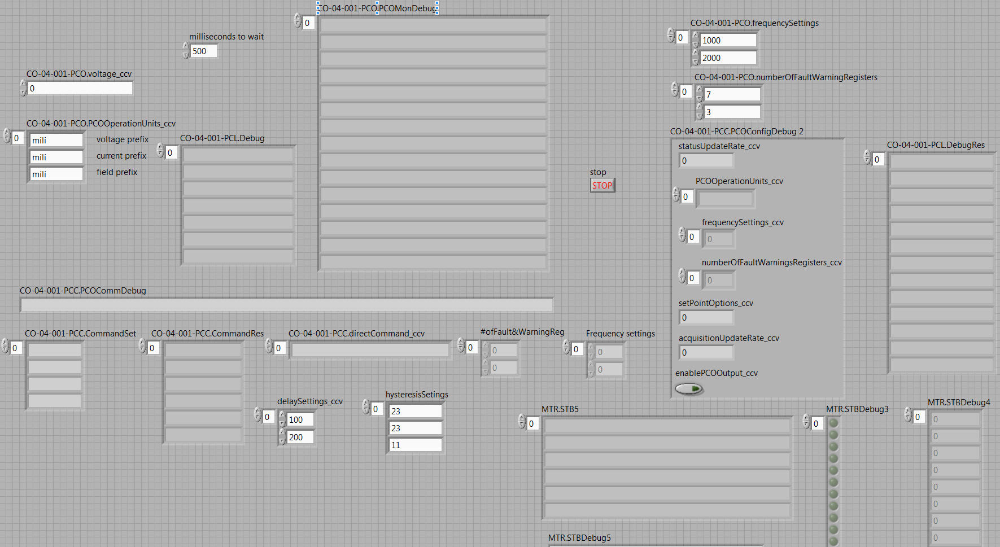 CO-04-001-PCO.PCOMonDebug
0
milliseconds to wait
500
CO-04-001-PCO.frequencySettings
0
1000
2000
CO-04-001-PCO.voltage_ccv
0
CO-04-001-PCO.numberOfFaultWarningRegisters
0
7
3
CO-04-001-PCO.PCOOperationUnits_ccv
0
mili voltage prefix
mili current prefix
mili field prefix
CO-04-001-PCL.Debug
0
stop
STOP
CO-04-001-PCC.PCOConfigDebug 2
statusUpdateRate_ccv
0
PCOOperationUnits_ccv
0
frequencySettings_ccv
0 0
numberOfFaultWarningsRegisters_ccv
0 0
setPointOptions_ccv
0
acquisitionUpdateRate_ccv
0
enablePCOOutput_ccv
CO-04-001-PCL.DebugRes
0
CO-04-001-PCC.PCOCommDebug
CO-04-001-PCC.CommandSet
0
CO-04-001-PCC.CommandRes
0
CO-04-001-PCC.directCommand_ccv
0
#ofFault&WarningReg
0
0
0
Frequency settings
0
0
0
delaySettings_ccv
0
100
200
hysteresisSetings
0
23
23
11
MTR.STB5
0
MTR.STBDebug3
0
MTR.STBDebug4
0
0
0
0
0
0
0
0
0
MTR.STBDebug5